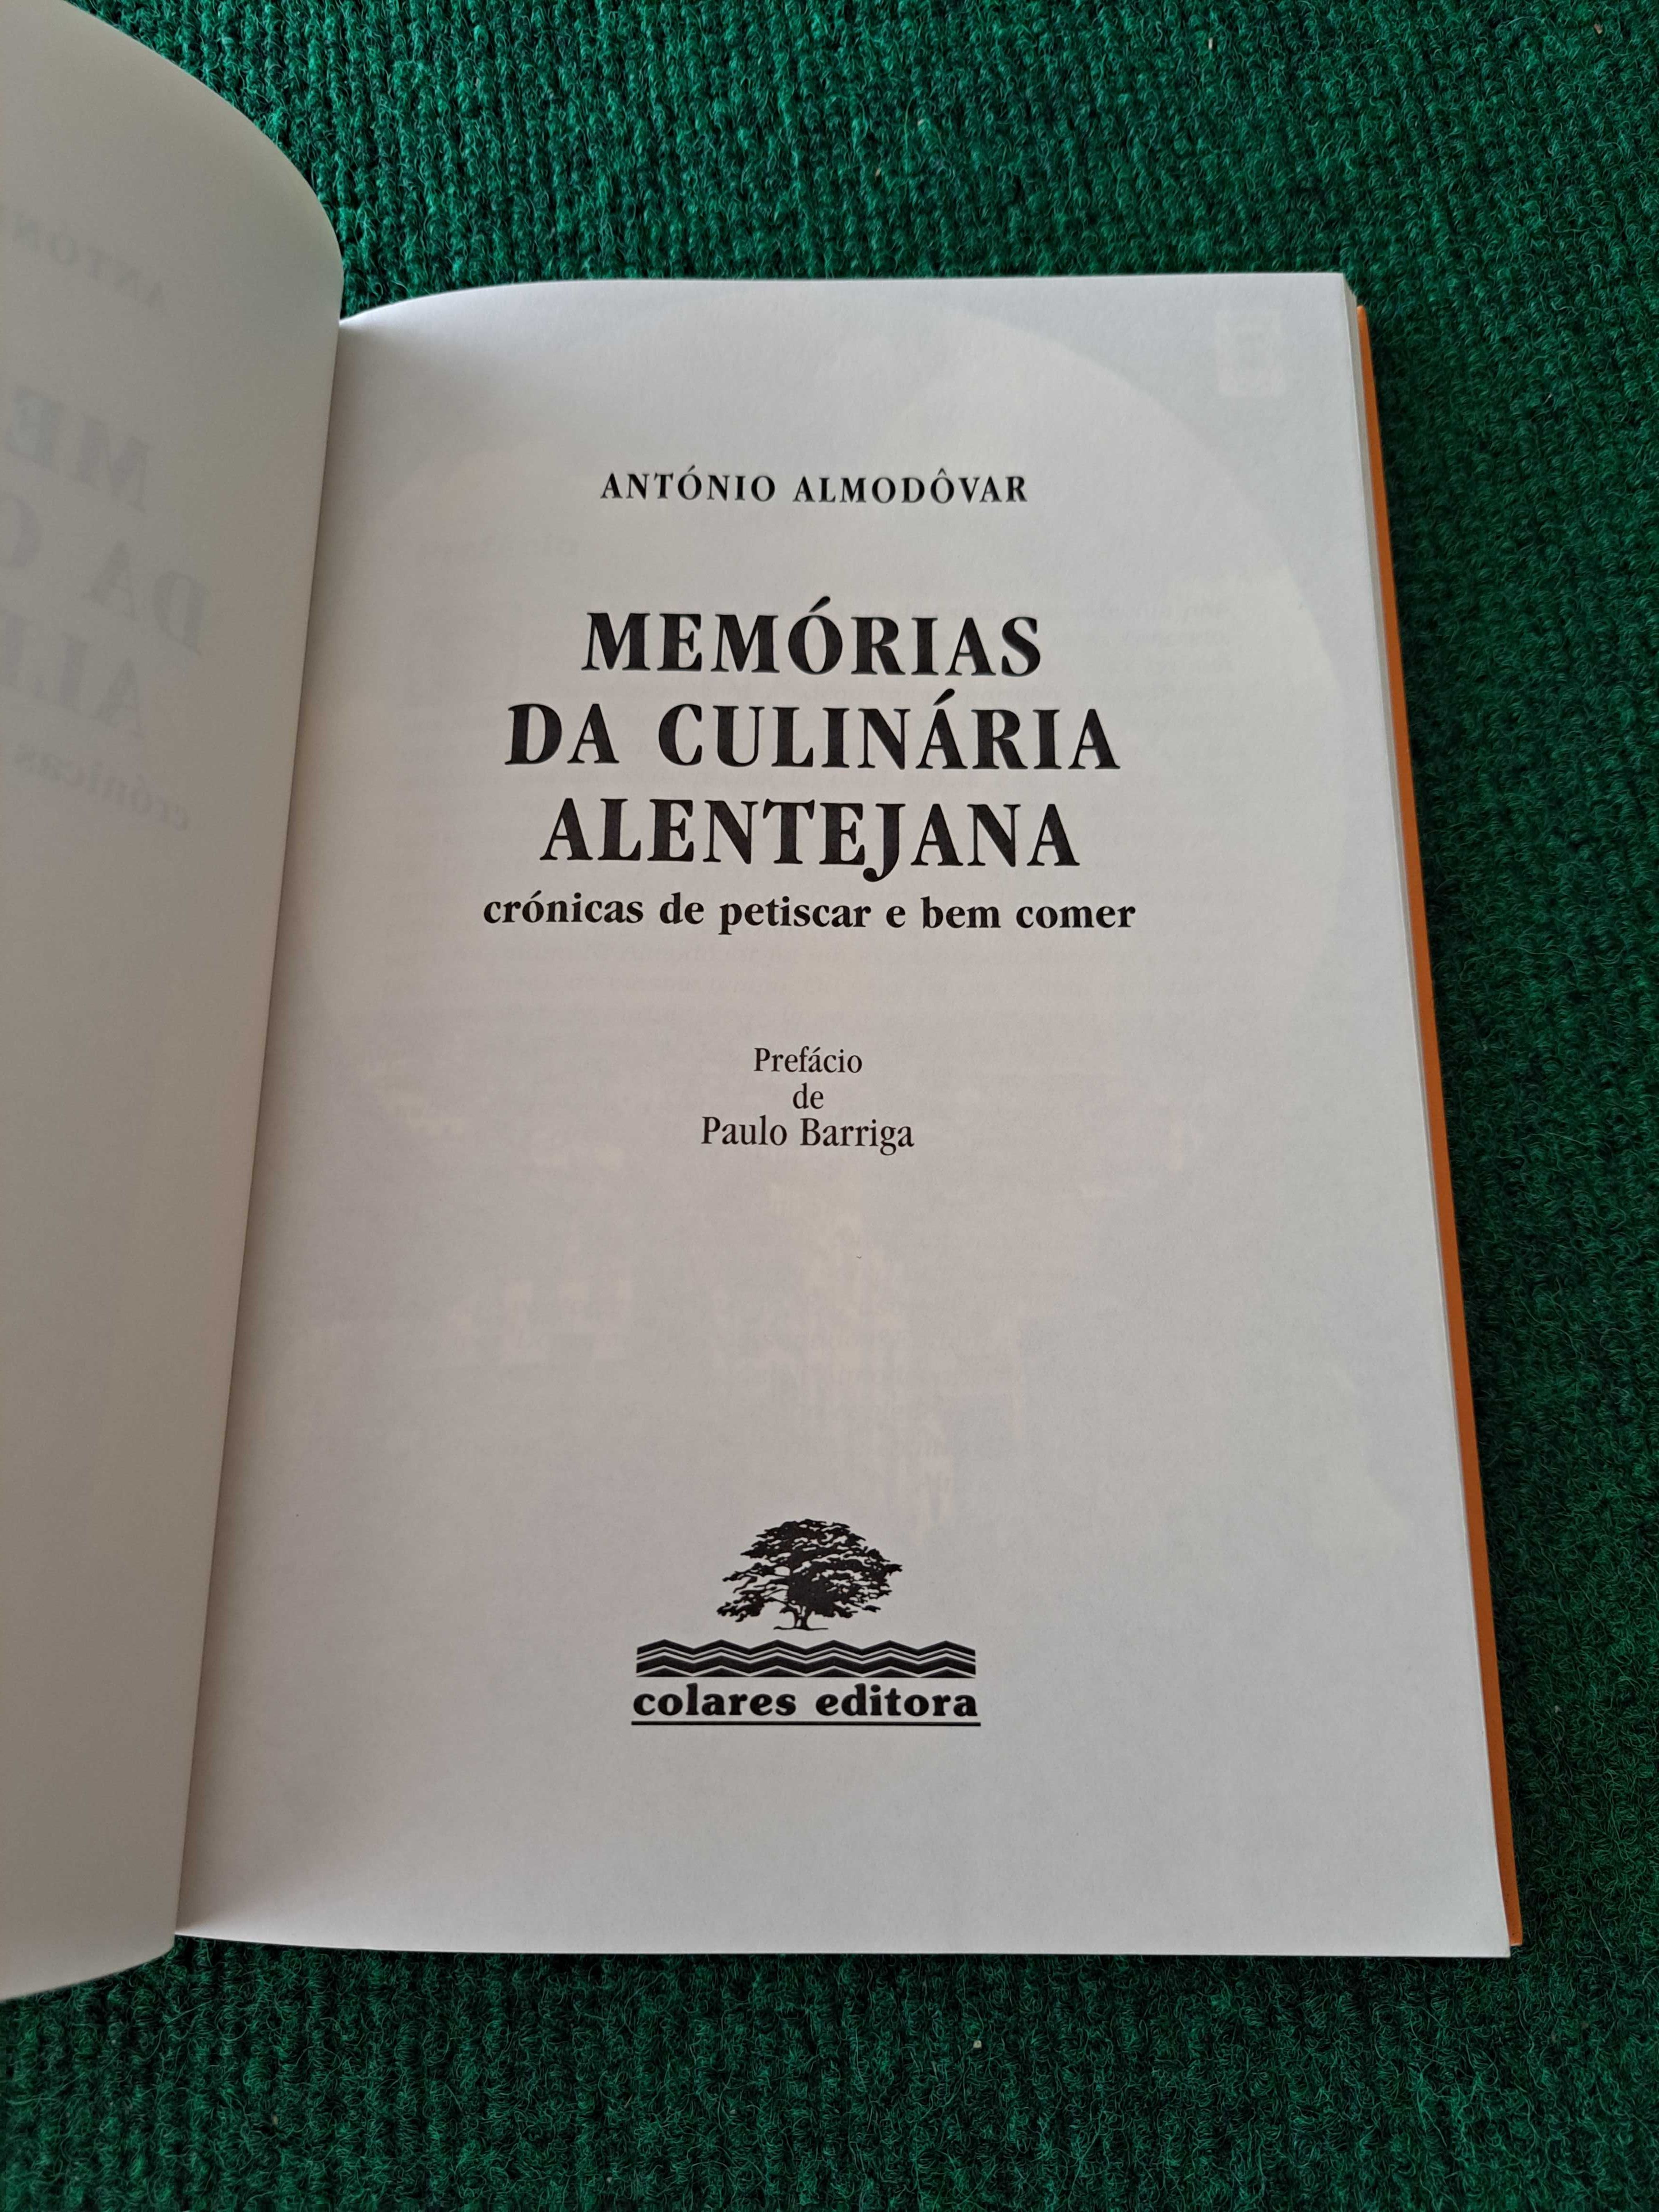 ANTÓNIO ALMODÔVAR
MEMÓRIAS
DA CULINÁRIA
ALENTEJANA
crónicas de petiscar e bem comer
Prefácio
de
Paulo Barriga
colares editora